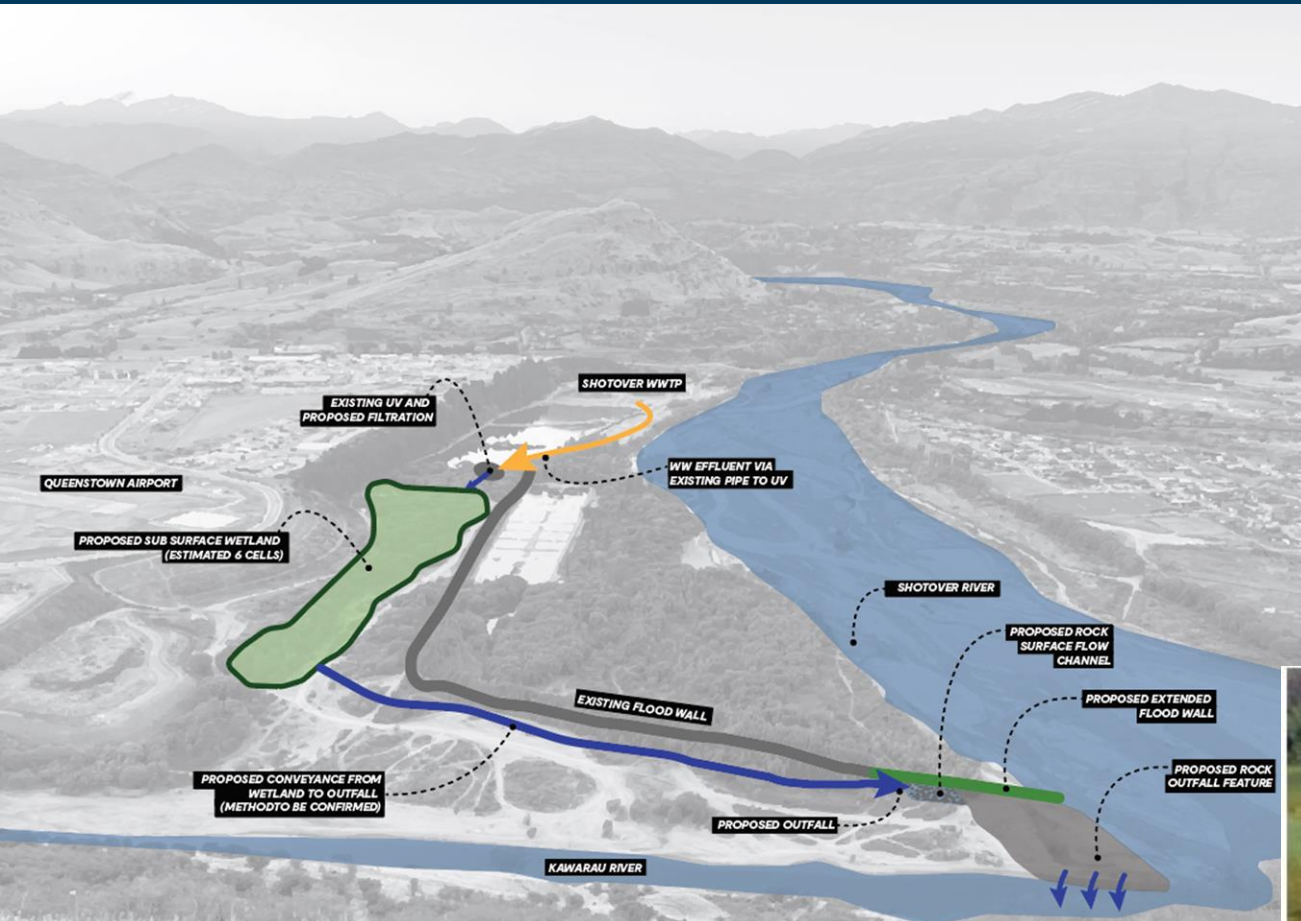 SHOTOVER WWTP
EXISTING UV AND
PROPOSED FILTRATION
WW EFFLUENT VIA
EXISTING PIPE TO UV
QUEENSTOWN AIRPORT
PROPOSED SUB SURFACE WETLAND
(ESTIMATED 6 CELLS)
SHOTOVER RIVER
PROPOSED ROCK
SURFACE FLOW
CHANNEL
EXISTING FLOOD WALL
PROPOSED EXTENDED
FLOOD WALL
PROPOSED ROCK
OUTFALL FEATURE
PROPOSED CONVEYANCE FROM
WETLAND TO OUTFALL
(METHODTO BE CONFIRMED)
PROPOSED OUTFALL
KAWARAU RIVER